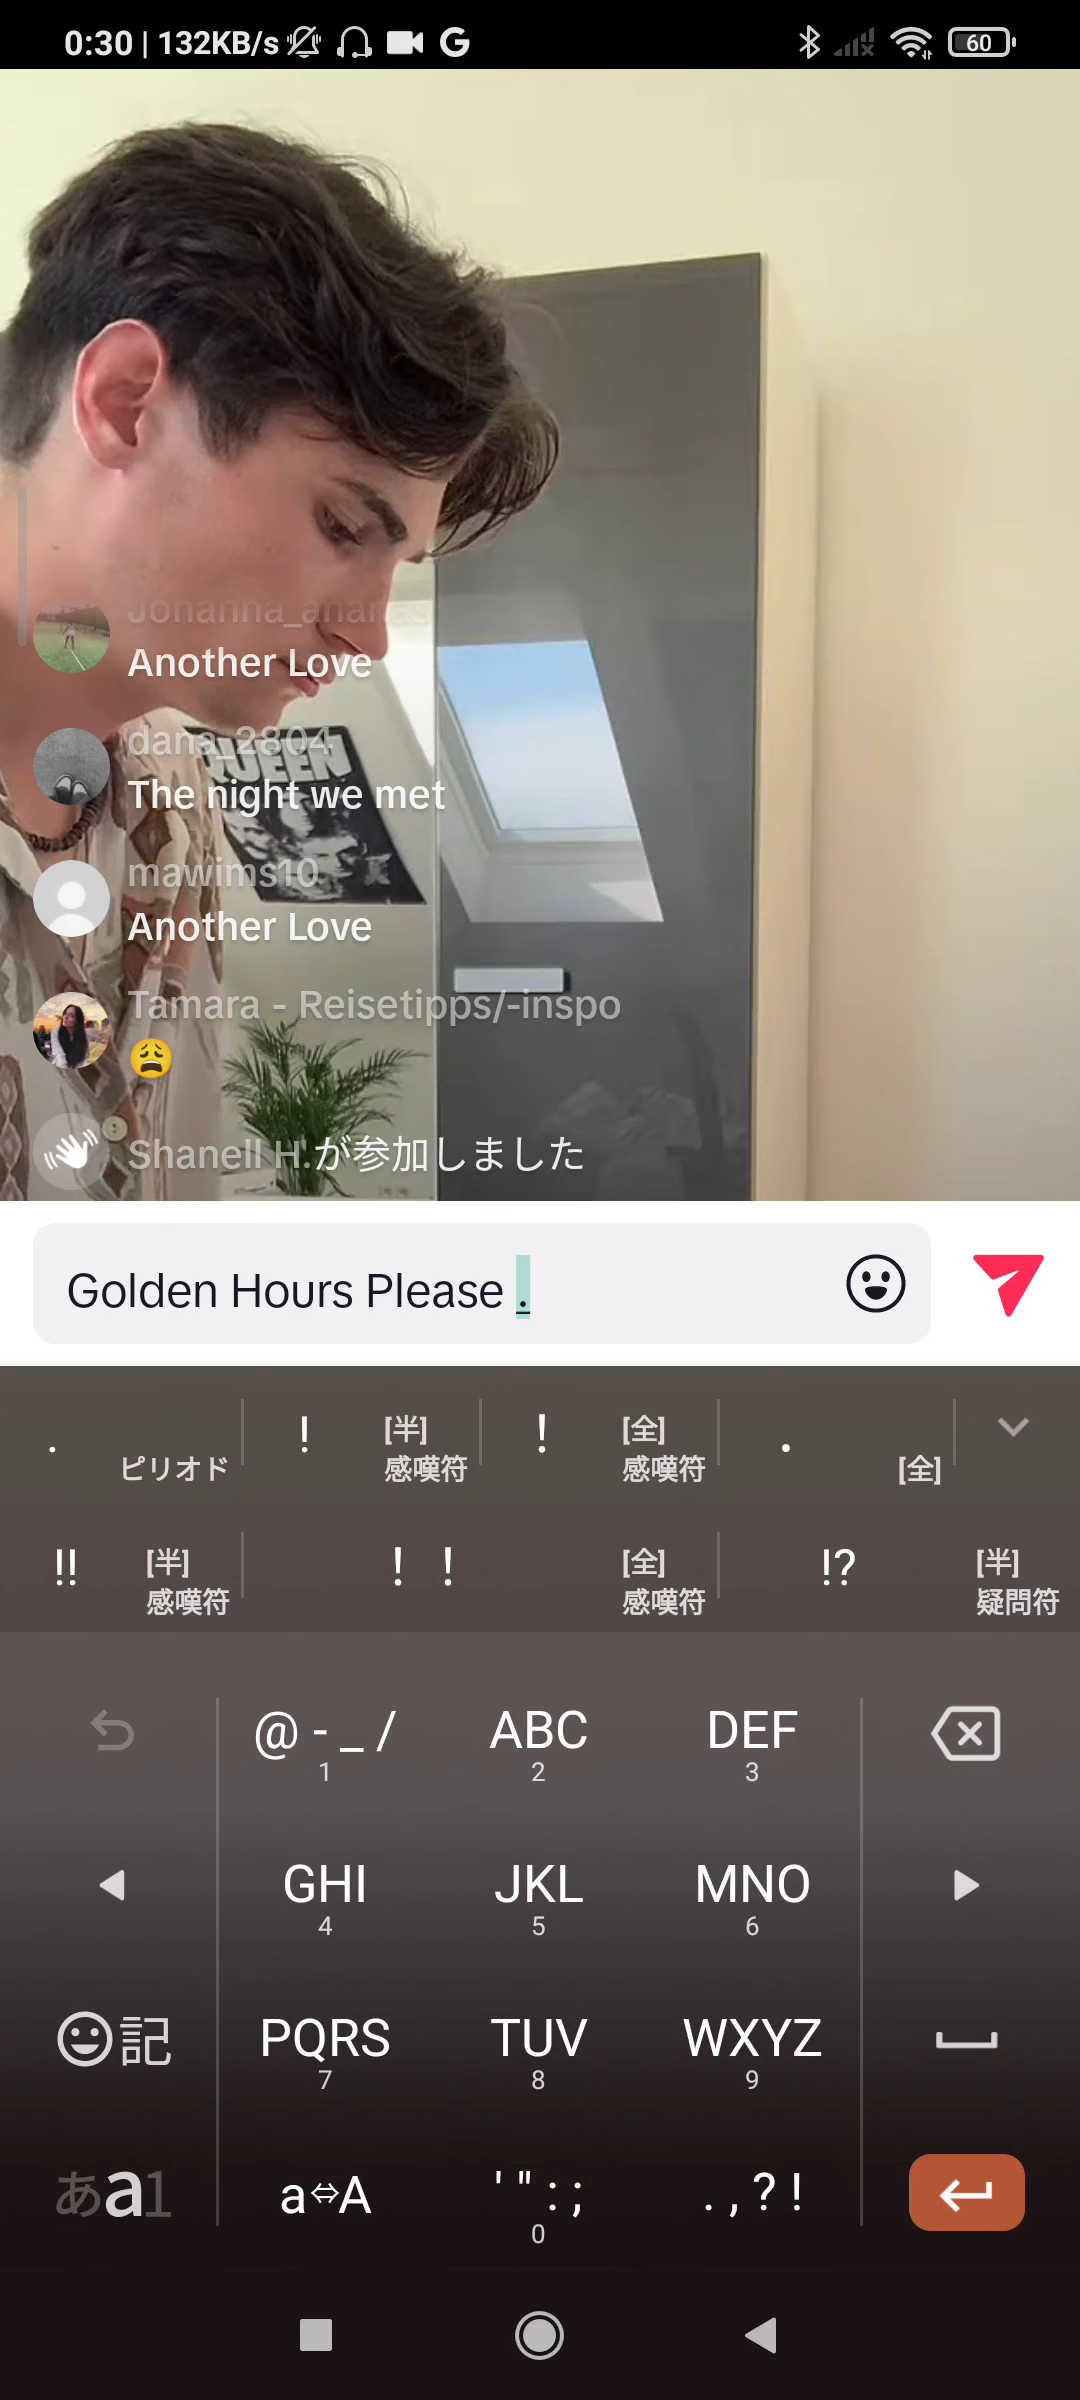 0:30 | 132KB/s
60
Johanna_ananas
Another Love
dana_2804
QUEEN
The night we met
mawims10
Another Love
Tamara - Reisetipps/-inspo
😩
Shanell H.が参加しました
Golden Hours Please .
. ピリオド
! [半] 感嘆符
！ [全] 感嘆符
． [全]
!! [半] 感嘆符
！！ [全] 感嘆符
!? [半] 疑問符
@ - _ / 1
ABC 2
DEF 3
GHI 4
JKL 5
MNO 6
記
PQRS 7
TUV 8
WXYZ 9
あa1
a⇔A
' " : ; 0
. , ? !